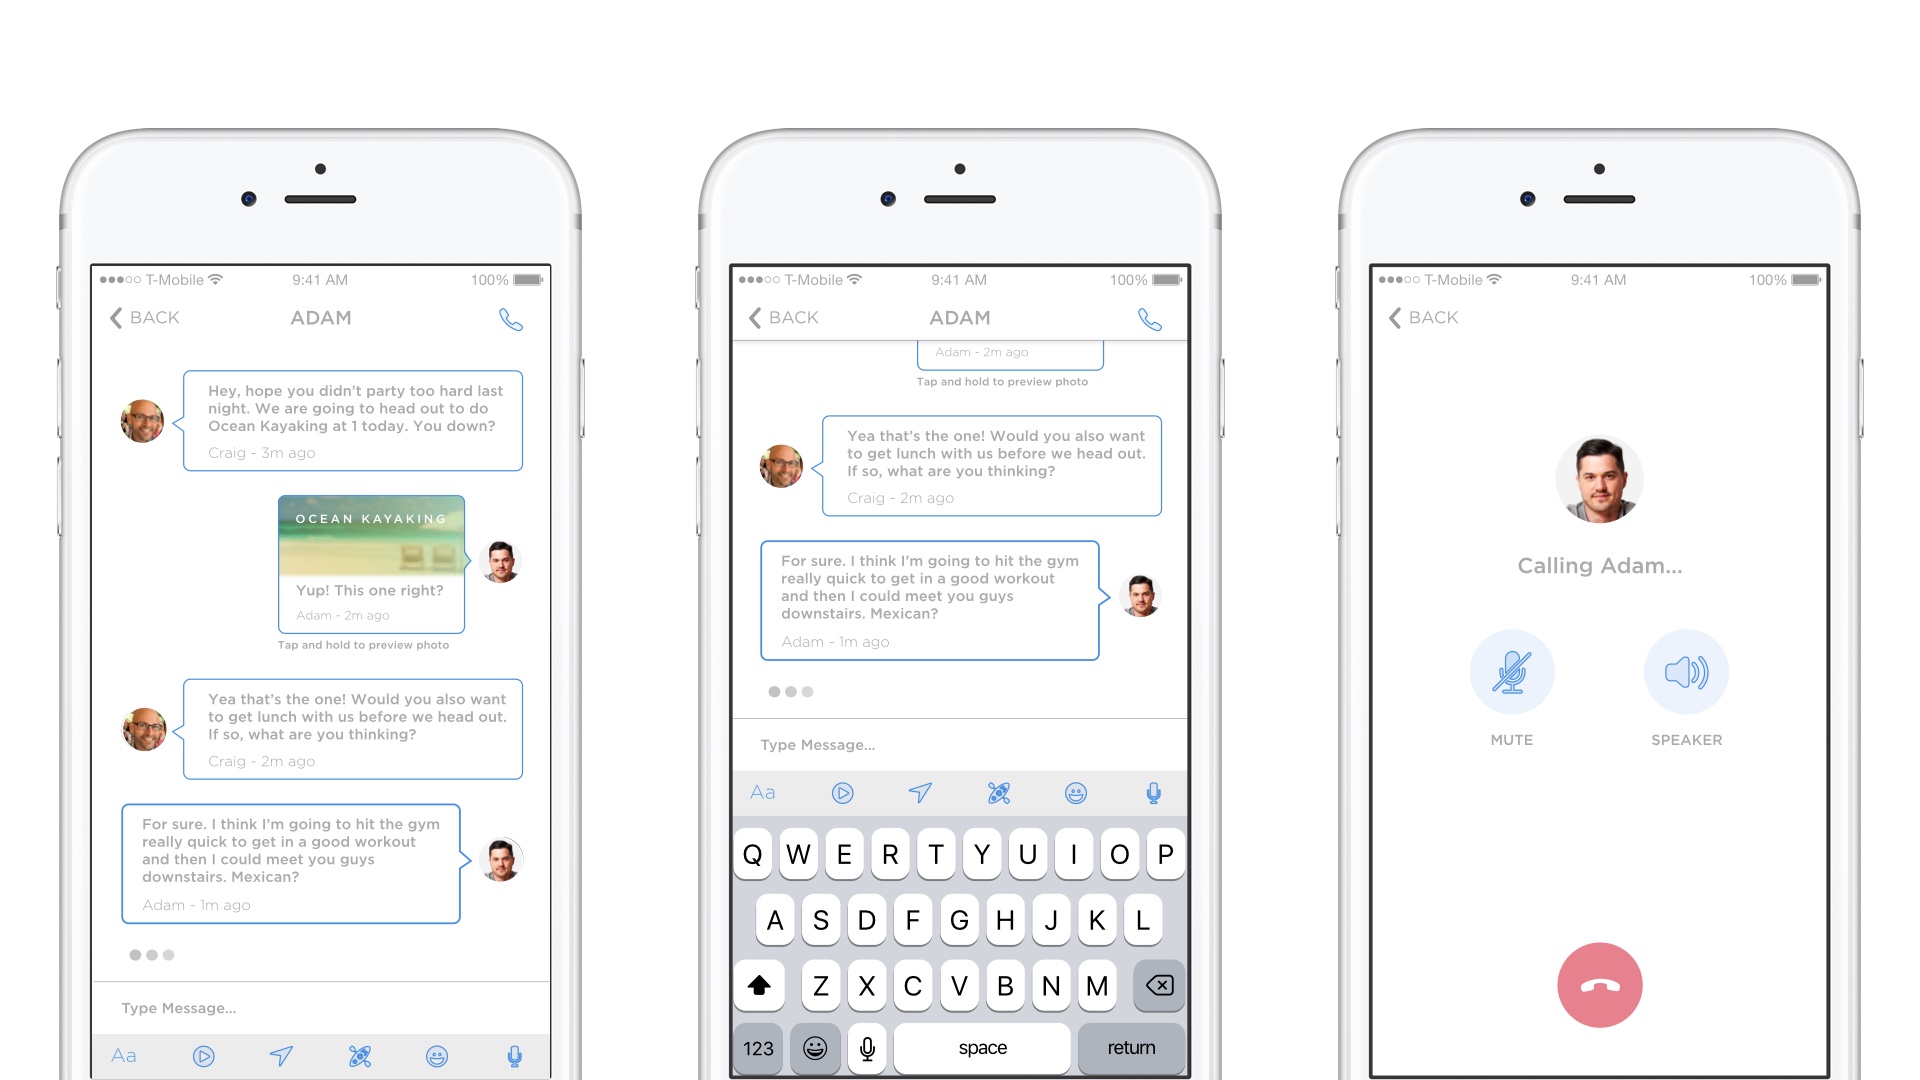 T-Mobile 9:41 AM 100%
BACK ADAM
Hey, hope you didn't party too hard last
night. We are going to head out to do
Ocean Kayaking at 1 today. You down?
Craig - 3m ago
OCEAN KAYAKING
Yup! This one right?
Adam - 2m ago
Tap and hold to preview photo
Yea that's the one! Would you also want
to get lunch with us before we head out.
If so, what are you thinking?
Craig - 2m ago
For sure. I think I'm going to hit the gym
really quick to get in a good workout
and then I could meet you guys
downstairs. Mexican?
Adam - 1m ago
Type Message...
Aa
T-Mobile 9:41 AM 100%
BACK ADAM
Adam - 2m ago
Tap and hold to preview photo
Yea that's the one! Would you also want
to get lunch with us before we head out.
If so, what are you thinking?
Craig - 2m ago
For sure. I think I'm going to hit the gym
really quick to get in a good workout
and then I could meet you guys
downstairs. Mexican?
Adam - 1m ago
Type Message...
Aa
Q W E R T Y U I O P
A S D F G H J K L
Z X C V B N M
123 space return
T-Mobile 9:41 AM 100%
BACK
Calling Adam...
MUTE SPEAKER